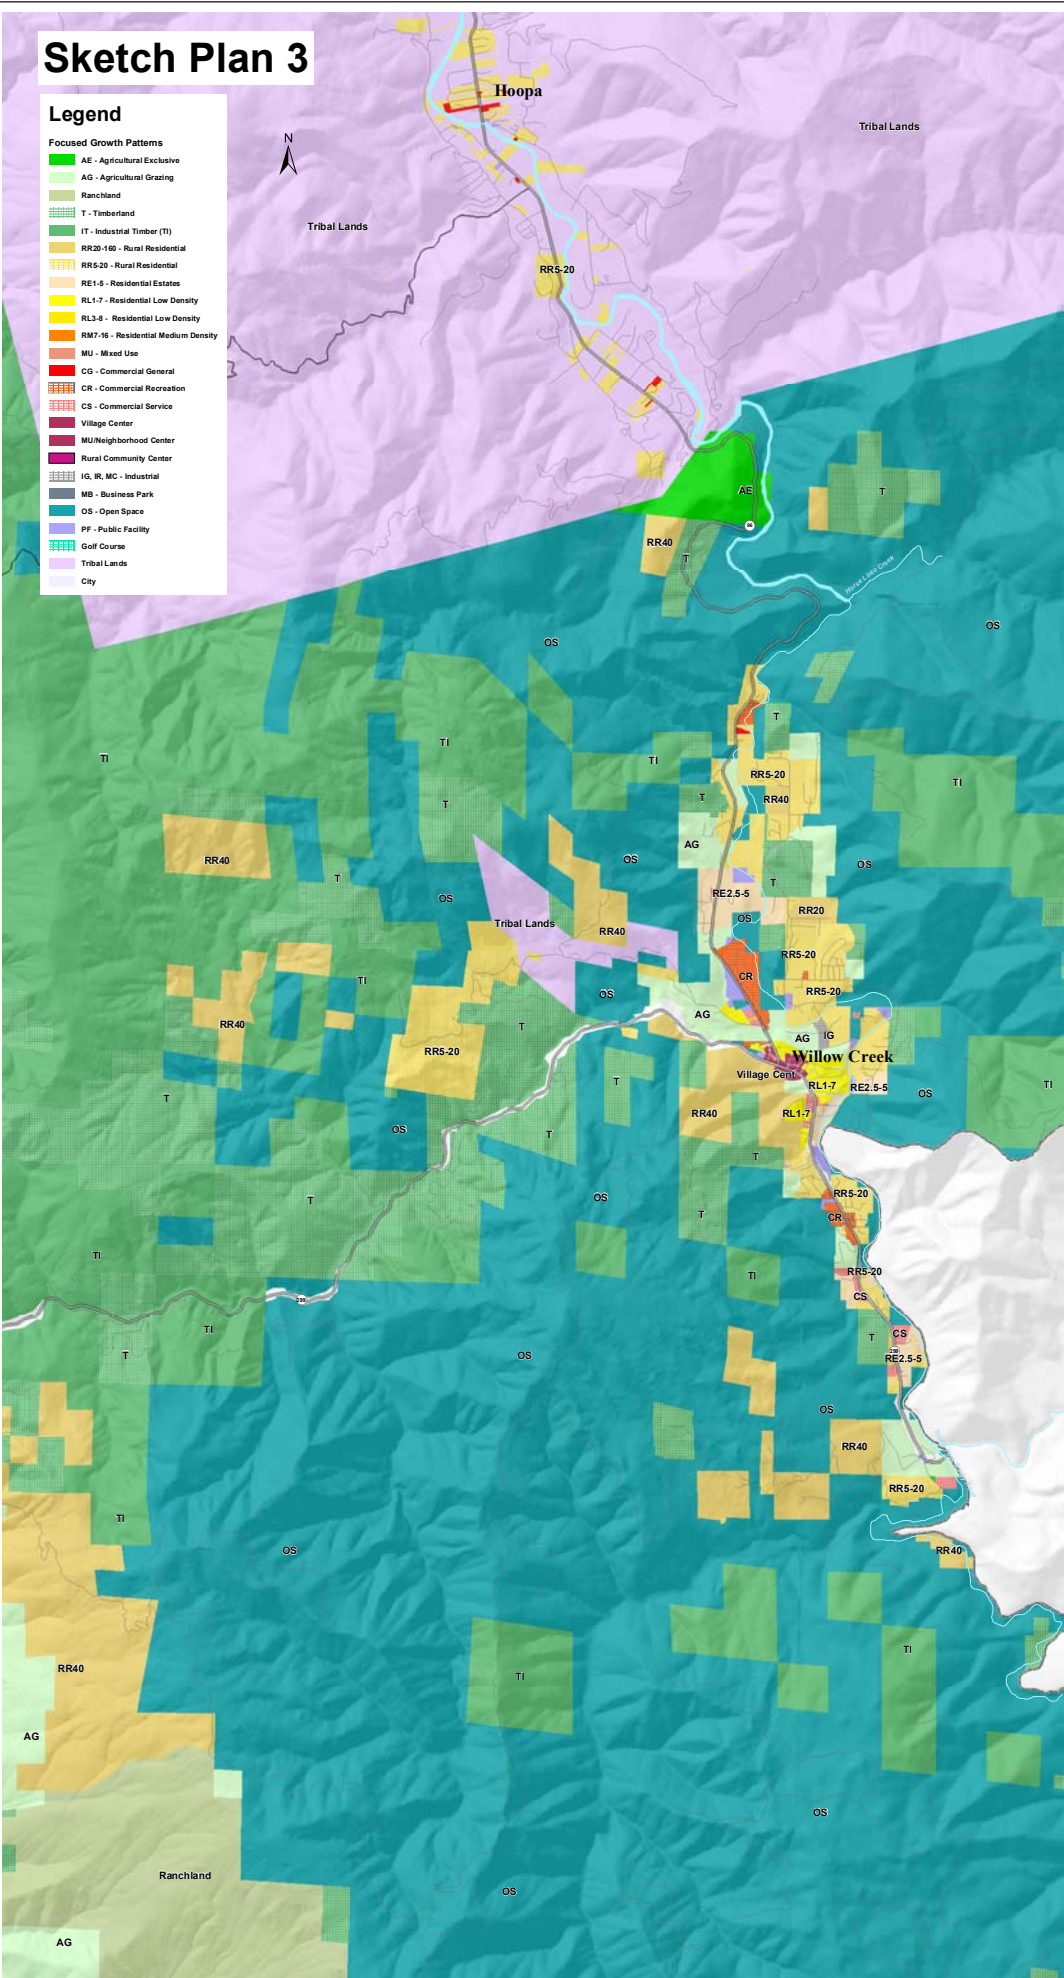 Sketch Plan 3
Legend
Focused Growth Patterns
AE - Agricultural Exclusive
AG - Agricultural Grazing
Ranchland
T - Timberland
IT - Industrial Timber (TI)
RR20-160 - Rural Residential
RR5-20 - Rural Residential
RE1-5 - Residential Estates
RL1-7 - Residential Low Density
RL3-8 - Residential Low Density
RM7-16 - Residential Medium Density
MU - Mixed Use
CG - Commercial General
CR - Commercial Recreation
CS - Commercial Service
Village Center
MU/Neighborhood Center
Rural Community Center
IG, IR, MC - Industrial
MB - Business Park
OS - Open Space
PF - Public Facility
Golf Course
Tribal Lands
City
N
Hoopa
Tribal Lands
Tribal Lands
RR5-20
AE
T
96
RR40
T
Horse Linto Creek
OS
OS
T
TI
TI
TI
RR5-20
TI
T
T
RR40
AG
RR40
OS
OS
T
T
OS
RE2.5-5
RR20
OS
Tribal Lands
RR40
RR5-20
TI
CR
OS
RR5-20
RR40
T
AG
AG
IG
RR5-20
Willow Creek
Village Cent
T
RL1-7
RE2.5-5
TI
OS
T
RR40
RL1-7
OS
T
T
RR5-20
T
OS
T
CR
TI
RR5-20
TI
CS
299
TI
CS
T
299
T
OS
RE2.5-5
OS
RR40
RR5-20
TI
OS
RR40
TI
RR40
TI
AG
OS
Ranchland
OS
AG